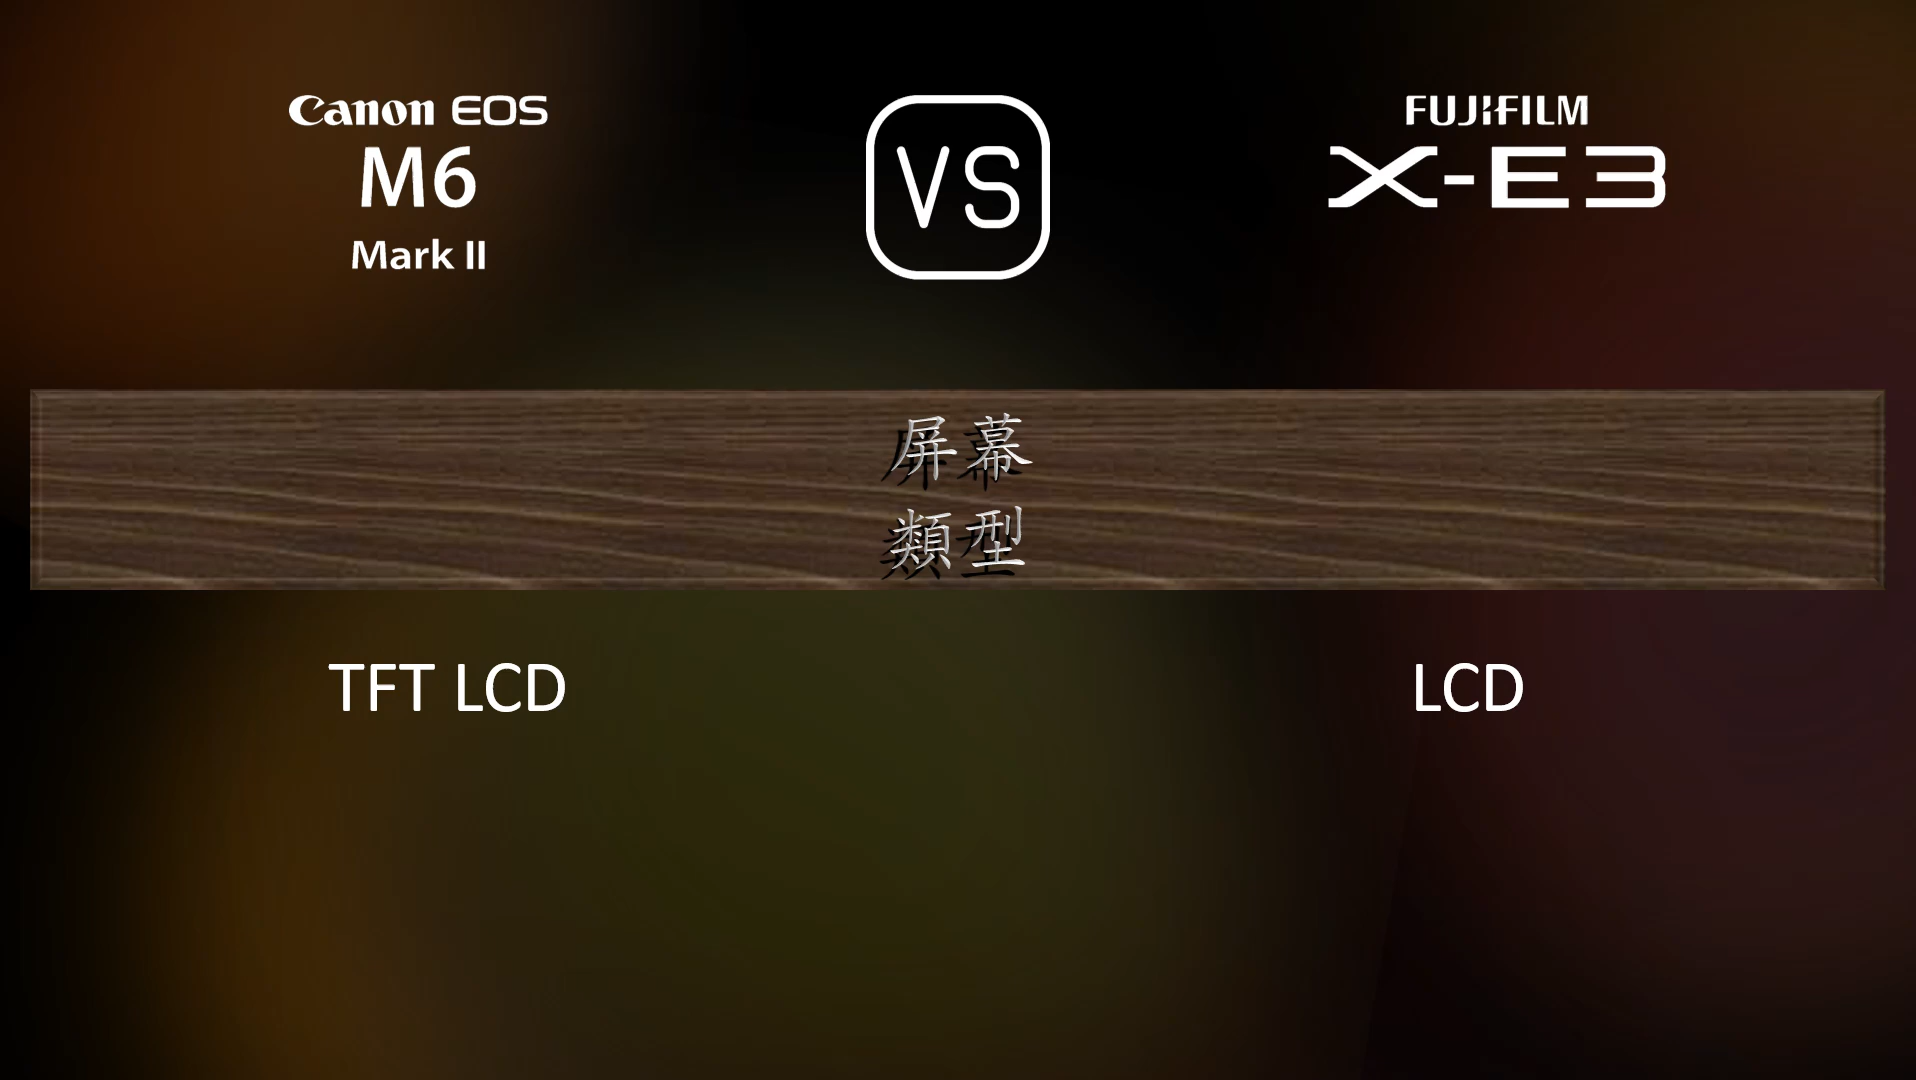 Canon EOS
M6
Mark II
VS
FUJIFILM
X-E3
屏幕
類型
TFT LCD
LCD